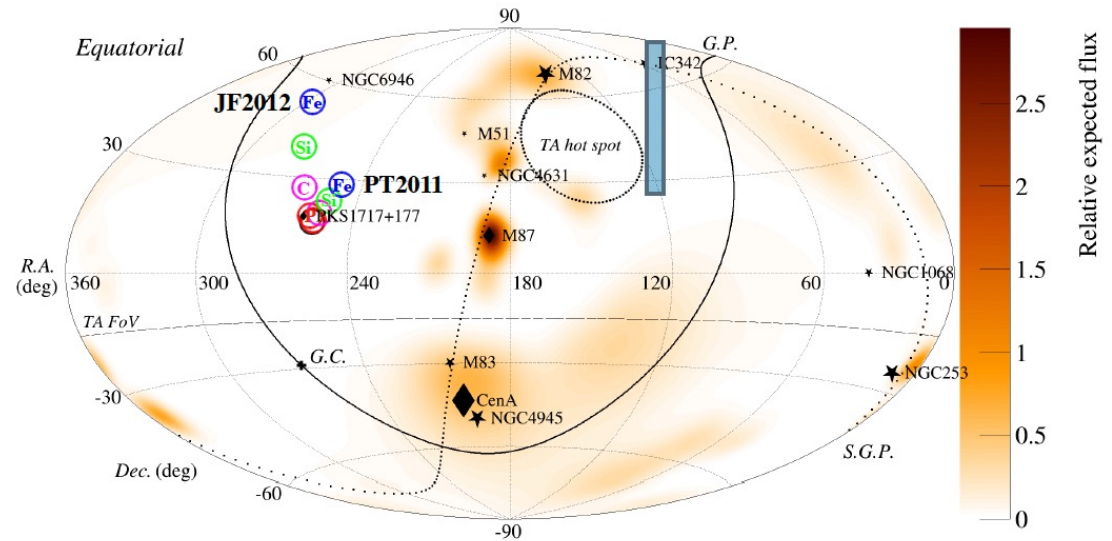 90
Equatorial
60
G.P.
IC342
M82
NGC6946
JF2012
Fe
30
M51
TA hot spot
Si
NGC4631
C
Fe
PT2011
Si
PKS1717+177
M87
R.A.
(deg)
360
300
240
180
120
60
0
NGC1068
TA FoV
G.C.
M83
NGC253
-30
CenA
NGC4945
S.G.P.
Dec. (deg)
-60
-90
Relative expected flux
2.5
2
1.5
1
0.5
0